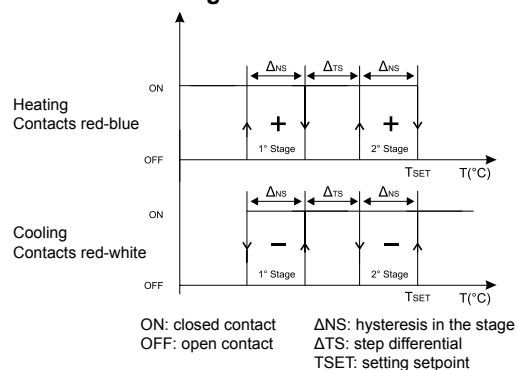 ΔNS ΔTS ΔNS
ON
Heating
Contacts red-blue
+ +
1° Stage 2° Stage
OFF
TSET T(°C)
ΔNS ΔTS ΔNS
ON
Cooling
Contacts red-white
− −
1° Stage 2° Stage
OFF
TSET T(°C)
ON: closed contact ΔNS: hysteresis in the stage
OFF: open contact ΔTS: step differential
TSET: setting setpoint